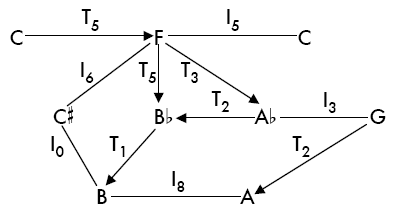 T₅ I₅
C F C
I₆ T₅ T₃
T₂ I₃
C♯ B♭ A♭ G
I₀ T₁ T₂
I₈
B A